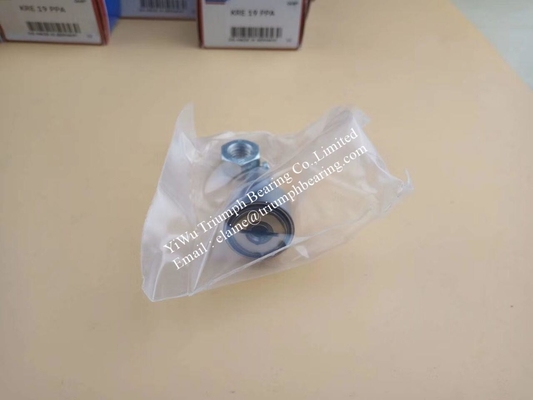 KRE 19 PPA
KRE 19 PPA
YiWu Triumph Bearing Co.,Limited
Email : elaine@triumphbearing.com